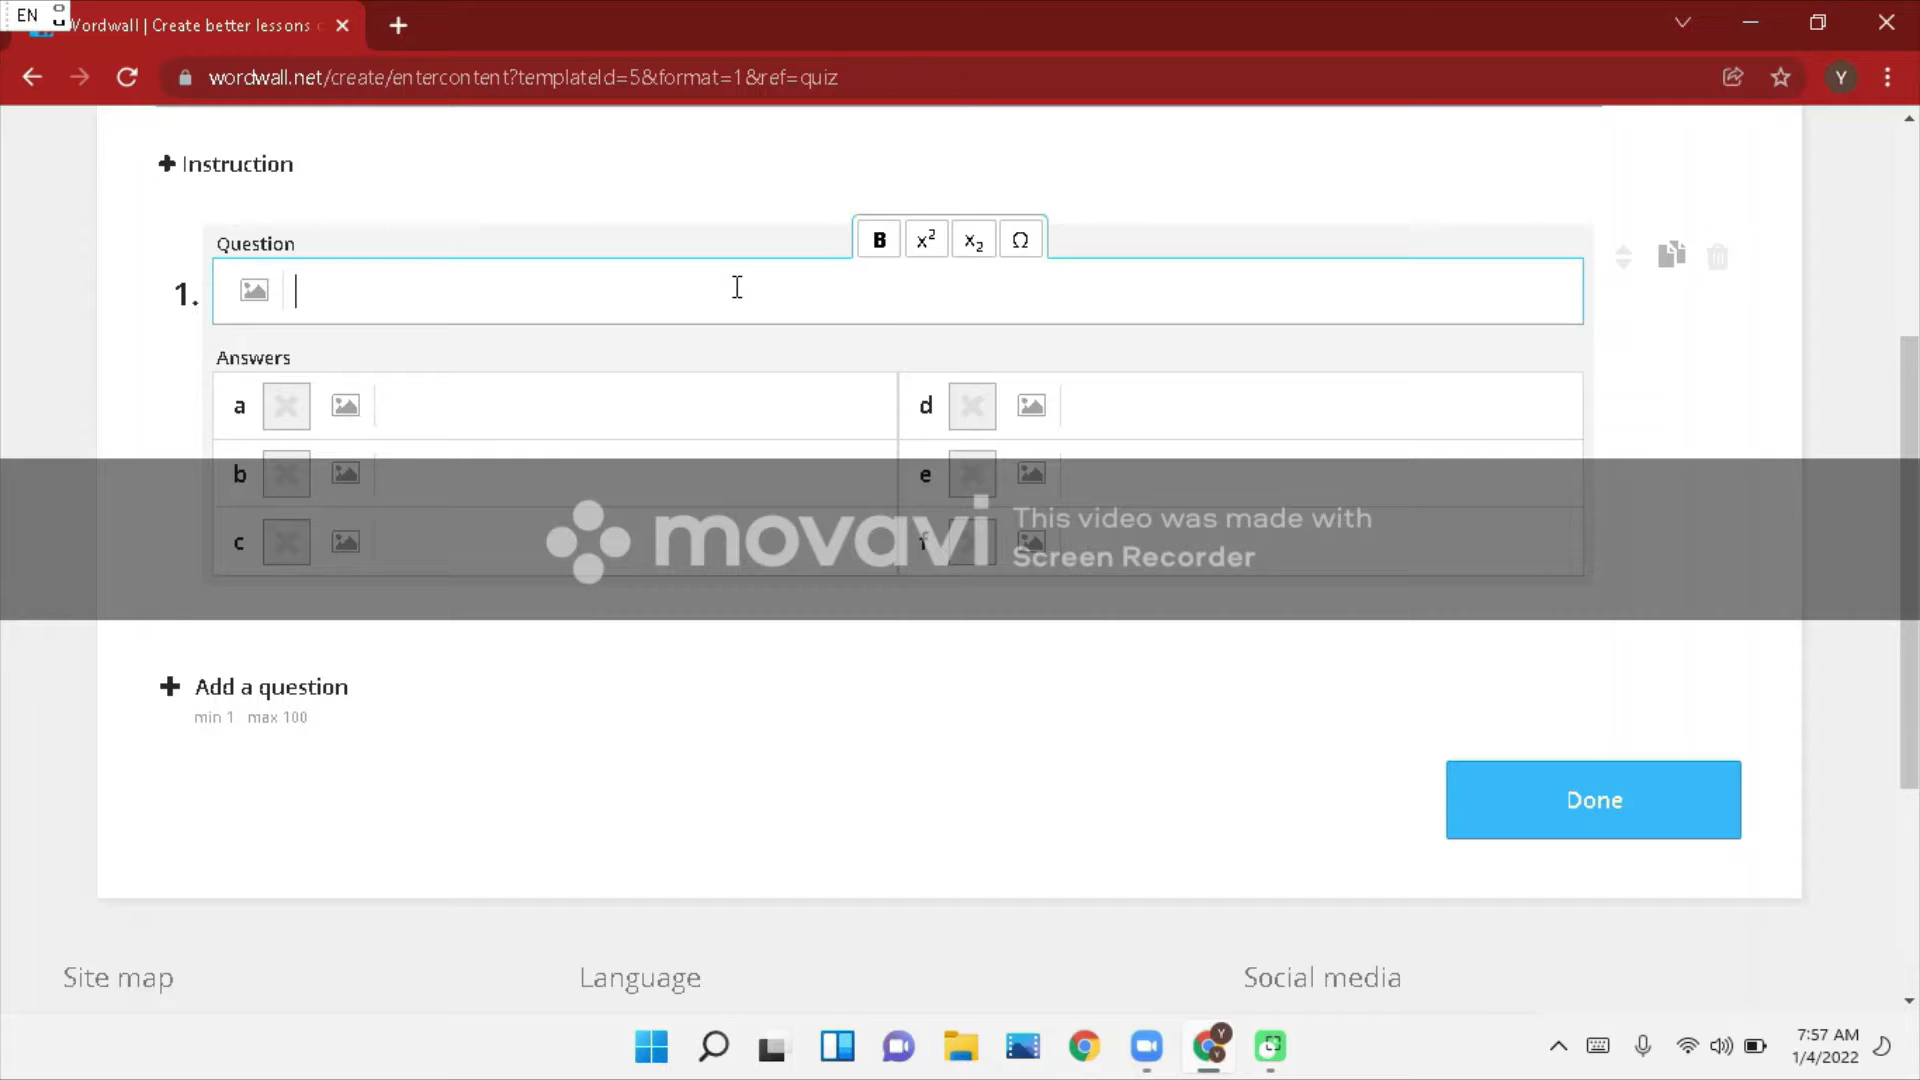 EN
Wordwall | Create better lessons
wordwall.net/create/entercontent?templateId=5&format=1&ref=quiz
Y
Instruction
Question
B x² x₂ Ω
1.
Answers
a
d
b
e
c
f
movavi
This video was made with
Screen Recorder
Add a question
min 1 max 100
Done
Site map
Language
Social media
Y
Y
7:57 AM
1/4/2022